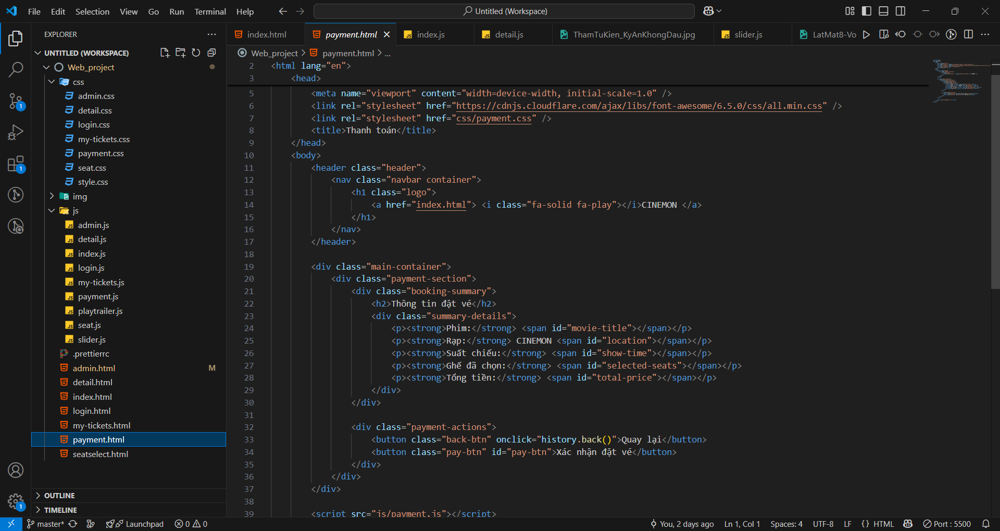 File Edit Selection View Go Run Terminal Help
Untitled (Workspace)
EXPLORER
UNTITLED (WORKSPACE)
Web_project
css
admin.css
detail.css
login.css
my-tickets.css
payment.css
seat.css
style.css
img
js
admin.js
detail.js
index.js
login.js
my-tickets.js
payment.js
playtrailer.js
seat.js
slider.js
.prettierrc
admin.html M
detail.html
index.html
login.html
my-tickets.html
payment.html
seatselect.html
OUTLINE
TIMELINE
1
1
1
index.html payment.html index.js detail.js ThamTuKien_KyAnKhongDau.jpg slider.js LatMat8-Vo
Web_project > payment.html > ...
2 <html lang="en">
3 <head>
5 <meta name="viewport" content="width=device-width, initial-scale=1.0" />
6 <link rel="stylesheet" href="https://cdnjs.cloudflare.com/ajax/libs/font-awesome/6.5.0/css/all.min.css" />
7 <link rel="stylesheet" href="css/payment.css" />
8 <title>Thanh toán</title>
9 </head>
10 <body>
11 <header class="header">
12 <nav class="navbar container">
13 <h1 class="logo">
14 <a href="index.html"> <i class="fa-solid fa-play"></i>CINEMON </a>
15 </h1>
16 </nav>
17 </header>
18
19 <div class="main-container">
20 <div class="payment-section">
21 <div class="booking-summary">
22 <h2>Thông tin đặt vé</h2>
23 <div class="summary-details">
24 <p><strong>Phim:</strong> <span id="movie-title"></span></p>
25 <p><strong>Rạp:</strong> CINEMON <span id="location"></span></p>
26 <p><strong>Suất chiếu:</strong> <span id="show-time"></span></p>
27 <p><strong>Ghế đã chọn:</strong> <span id="selected-seats"></span></p>
28 <p><strong>Tổng tiền:</strong> <span id="total-price"></span></p>
29 </div>
30 </div>
31
32 <div class="payment-actions">
33 <button class="back-btn" onclick="history.back()">Quay lại</button>
34 <button class="pay-btn" id="pay-btn">Xác nhận đặt vé</button>
35 </div>
36 </div>
37 </div>
38
39 <script src="js/payment.js"></script>
master* Launchpad 0 0 You, 2 days ago Ln 1, Col 1 Spaces: 4 UTF-8 LF {} HTML Port : 5500